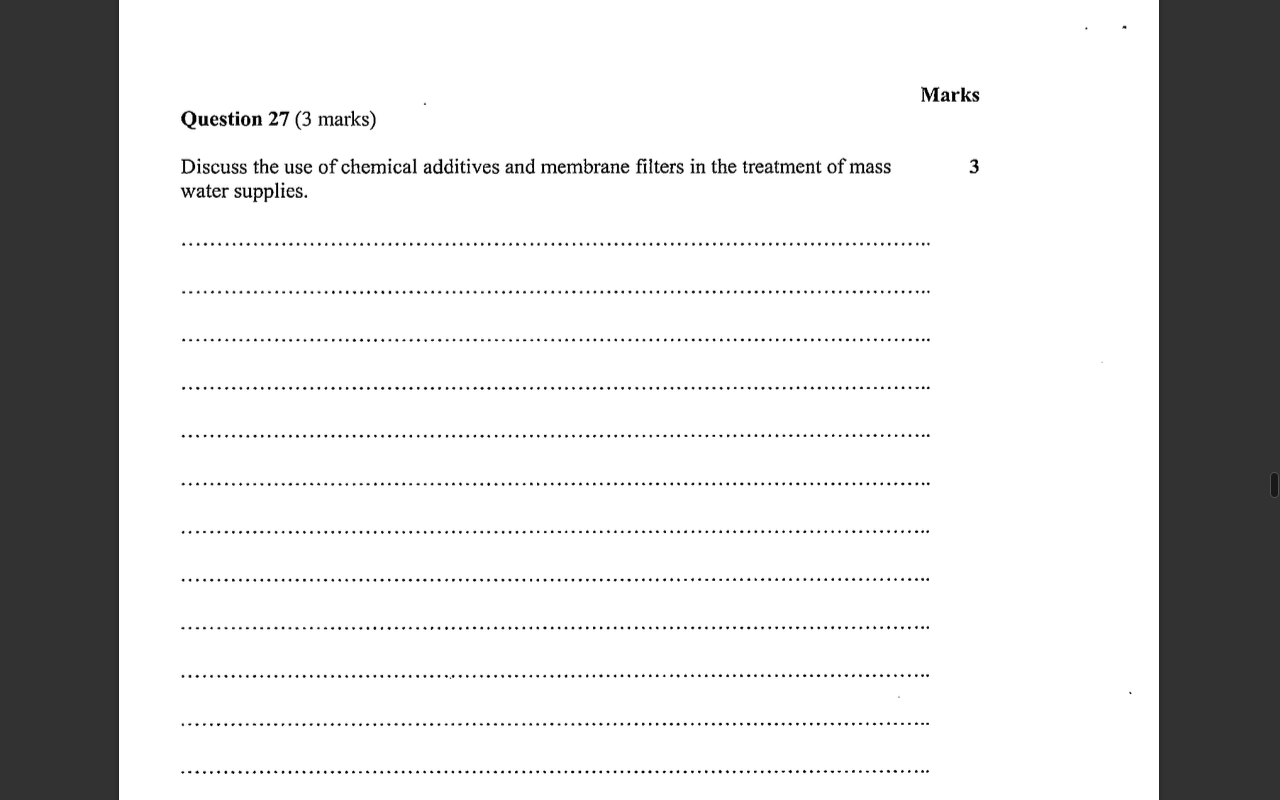 Marks
Question 27 (3 marks)
Discuss the use of chemical additives and membrane filters in the treatment of mass 3
water supplies.